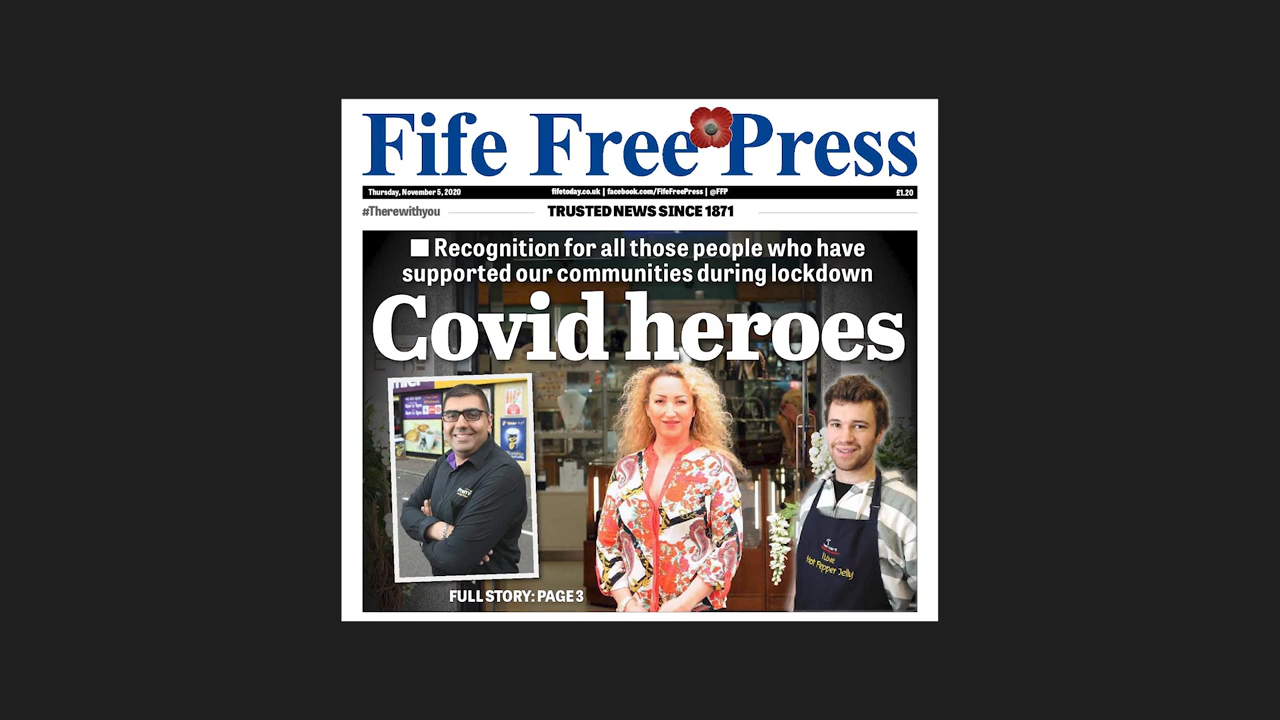 Fife Free Press
Thursday, November 5, 2020 fifetoday.co.uk | facebook.com/FifeFreePress | @FFP £1.20
#Therewithyou TRUSTED NEWS SINCE 1871
■ Recognition for all those people who have
supported our communities during lockdown
Covid heroes
I Love
Hot Pepper Jelly
FULL STORY: PAGE 3